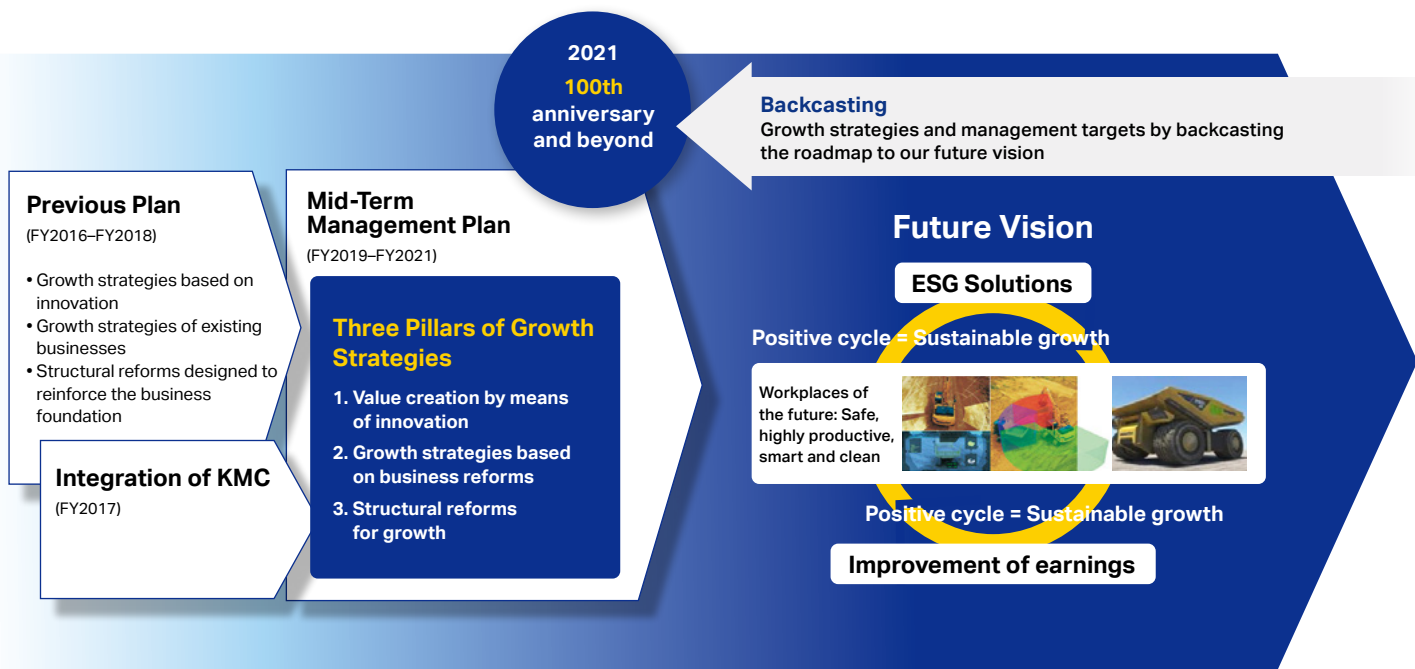 2021
100th
anniversary
and beyond
Backcasting
Growth strategies and management targets by backcasting
the roadmap to our future vision
Previous Plan
(FY2016–FY2018)
• Growth strategies based on
innovation
• Growth strategies of existing
businesses
• Structural reforms designed to
reinforce the business
foundation
Integration of KMC
(FY2017)
Mid-Term
Management Plan
(FY2019–FY2021)
Three Pillars of Growth
Strategies
1. Value creation by means
of innovation
2. Growth strategies based
on business reforms
3. Structural reforms
for growth
Future Vision
ESG Solutions
Positive cycle = Sustainable growth
Workplaces of
the future: Safe,
highly productive,
smart and clean
Positive cycle = Sustainable growth
Improvement of earnings